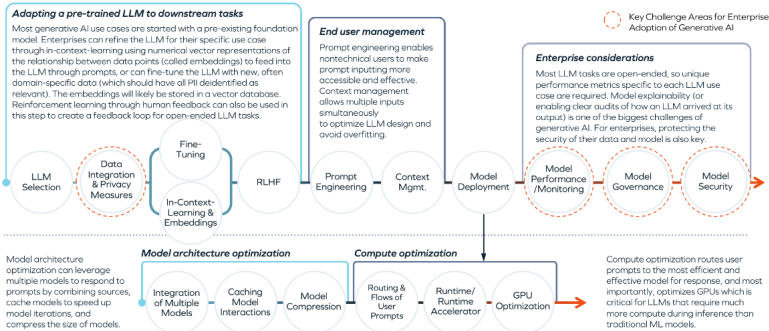 Adapting a pre-trained LLM to downstream tasks
Most generative AI use cases are started with a pre-existing foundation
model. Enterprises can refine the LLM for their specific use case
through in-context-learning using numerical vector representations of
the relationship between data points (called embeddings) to feed into
the LLM through prompts, or can fine-tune the LLM with new, often
domain-specific data (which should have all PII deidentified as
relevant). The embeddings will likely be stored in a vector database.
Reinforcement learning through human feedback can also be used in
this step to create a feedback loop for open-ended LLM tasks.
End user management
Prompt engineering enables
nontechnical users to make
prompt inputting more
accessible and effective.
Context management
allows multiple inputs
simultaneously
to optimize LLM design and
avoid overfitting.
Key Challenge Areas for Enterprise
Adoption of Generative AI
Enterprise considerations
Most LLM tasks are open-ended, so unique
performance metrics specific to each LLM use
case are required. Model explainability (or
enabling clear audits of how an LLM arrived at its
output) is one of the biggest challenges of
generative AI. For enterprises, protecting the
security of their data and model is also key.
LLM
Selection
Data
Integration
& Privacy
Measures
Fine-
Tuning
In-Context-
Learning &
Embeddings
RLHF
Prompt
Engineering
Context
Mgmt.
Model
Deployment
Model
Performance
/Monitoring
Model
Governance
Model
Security
Model architecture
optimization can leverage
multiple models to respond to
prompts by combining sources,
cache models to speed up
model iterations, and
compress the size of models.
Model architecture optimization
Integration
of Multiple
Models
Caching
Model
Interactions
Model
Compression
Compute optimization
Routing &
Flows of
User
Prompts
Runtime/
Runtime
Accelerator
GPU
Optimization
Compute optimization routes user
prompts to the most efficient and
effective model for response, and most
importantly, optimizes GPUs which is
critical for LLMs that require much
more compute during inference than
traditional ML models.